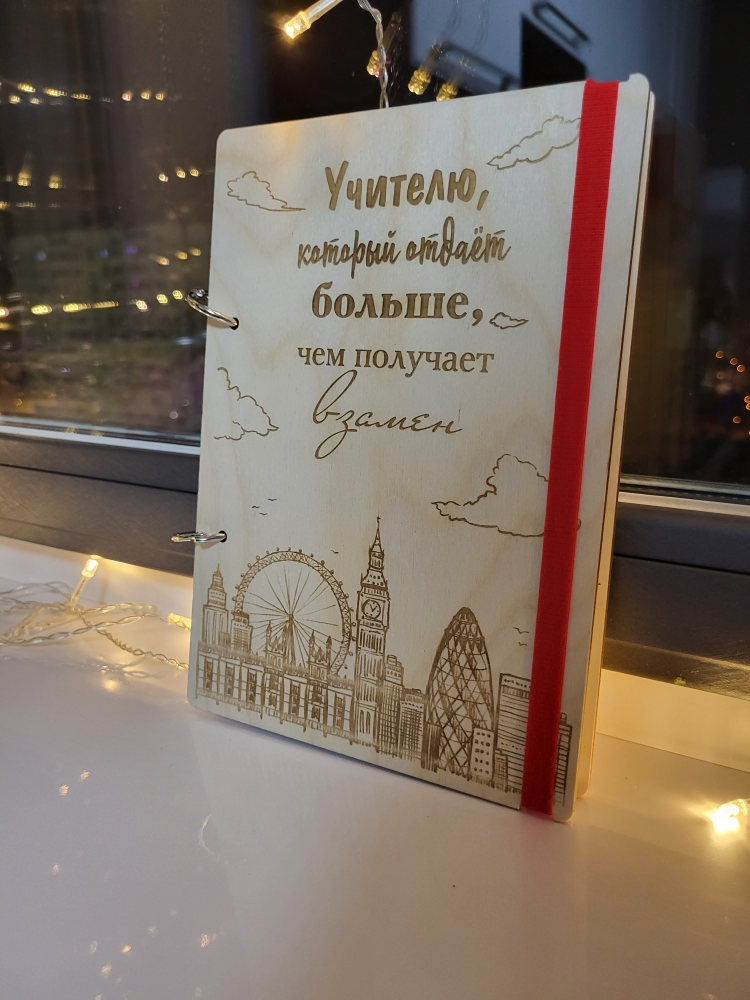 Учителю,
который отдаёт
больше,
чем получает
взамен